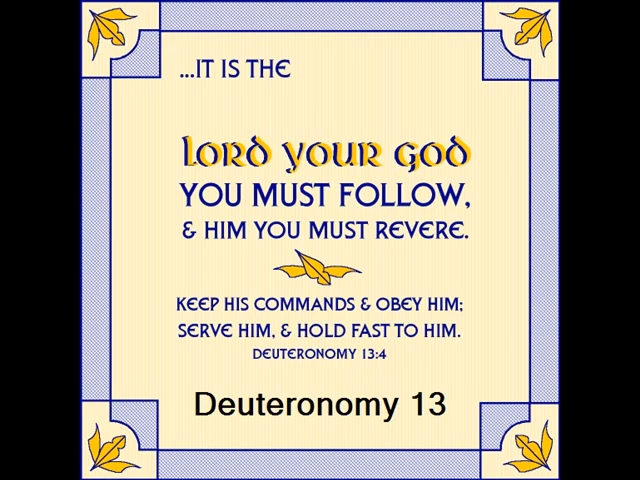 ...IT IS THE
LORD YOUR GOD
YOU MUST FOLLOW,
& HIM YOU MUST REVERE.
KEEP HIS COMMANDS & OBEY HIM;
SERVE HIM, & HOLD FAST TO HIM.
DEUTERONOMY 13:4
Deuteronomy 13